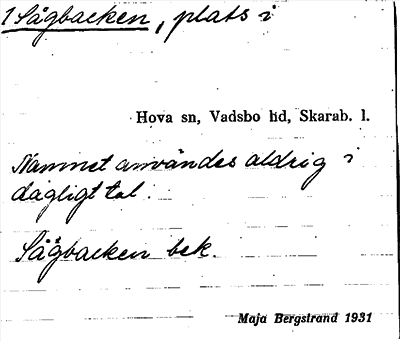 1 Sågbacken, plats i
Hova sn, Vadsbo hd, Skarab. l.
Namnet användes aldrig i
dagligt tal.
Sågbacken bek.
Maja Bergstrand 1931